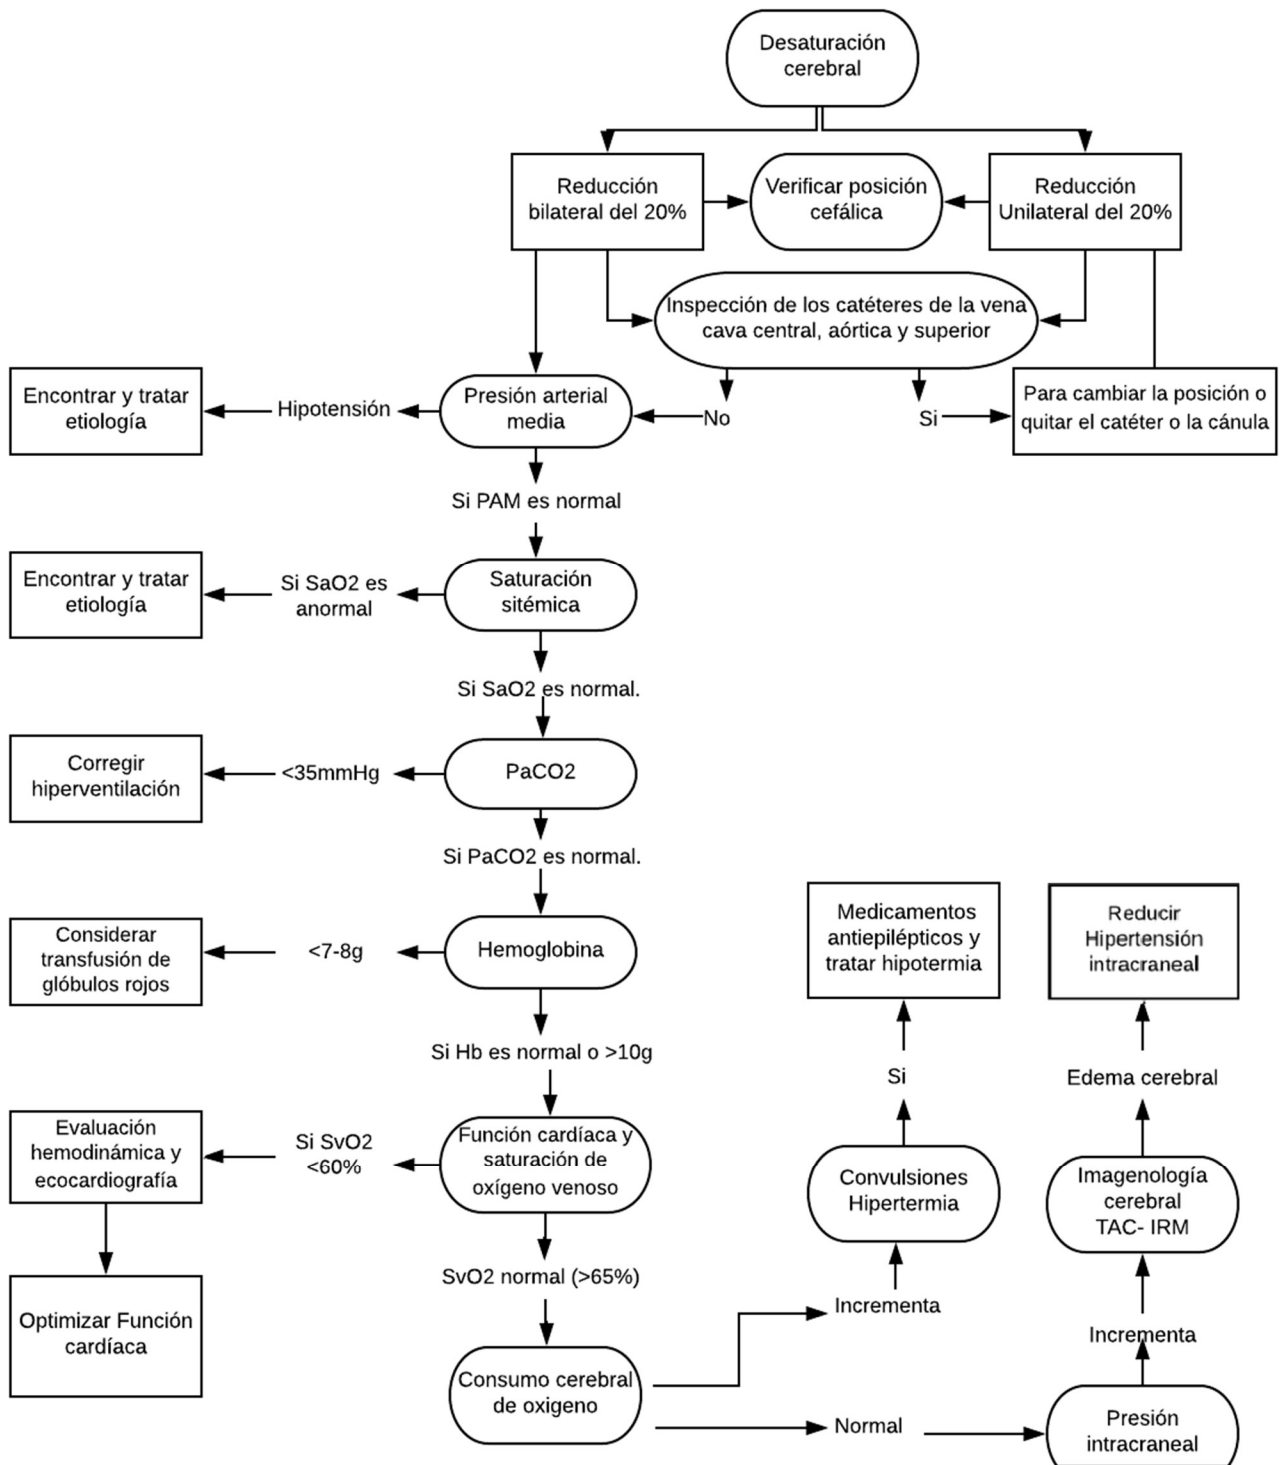 Desaturación
cerebral
Reducción
bilateral del 20%
Verificar posición
cefálica
Reducción
Unilateral del 20%
Inspección de los catéteres de la vena
cava central, aórtica y superior
Encontrar y tratar
etiología
Hipotensión
Presión arterial
media
No
Si
Para cambiar la posición o
quitar el catéter o la cánula
Si PAM es normal
Encontrar y tratar
etiología
Si SaO2 es
anormal
Saturación
sitémica
Si SaO2 es normal.
Corregir
hiperventilación
<35mmHg
PaCO2
Si PaCO2 es normal.
Considerar
transfusión de
glóbulos rojos
<7-8g
Hemoglobina
Medicamentos
antiepilépticos y
tratar hipotermia
Reducir
Hipertensión
intracraneal
Si Hb es normal o >10g
Si
Edema cerebral
Evaluación
hemodinámica y
ecocardiografía
Si SvO2
<60%
Función cardíaca y
saturación de
oxígeno venoso
Convulsiones
Hipertermia
Imagenología
cerebral
TAC- IRM
SvO2 normal (>65%)
Incrementa
Incrementa
Optimizar Función
cardíaca
Consumo cerebral
de oxigeno
Normal
Presión
intracraneal